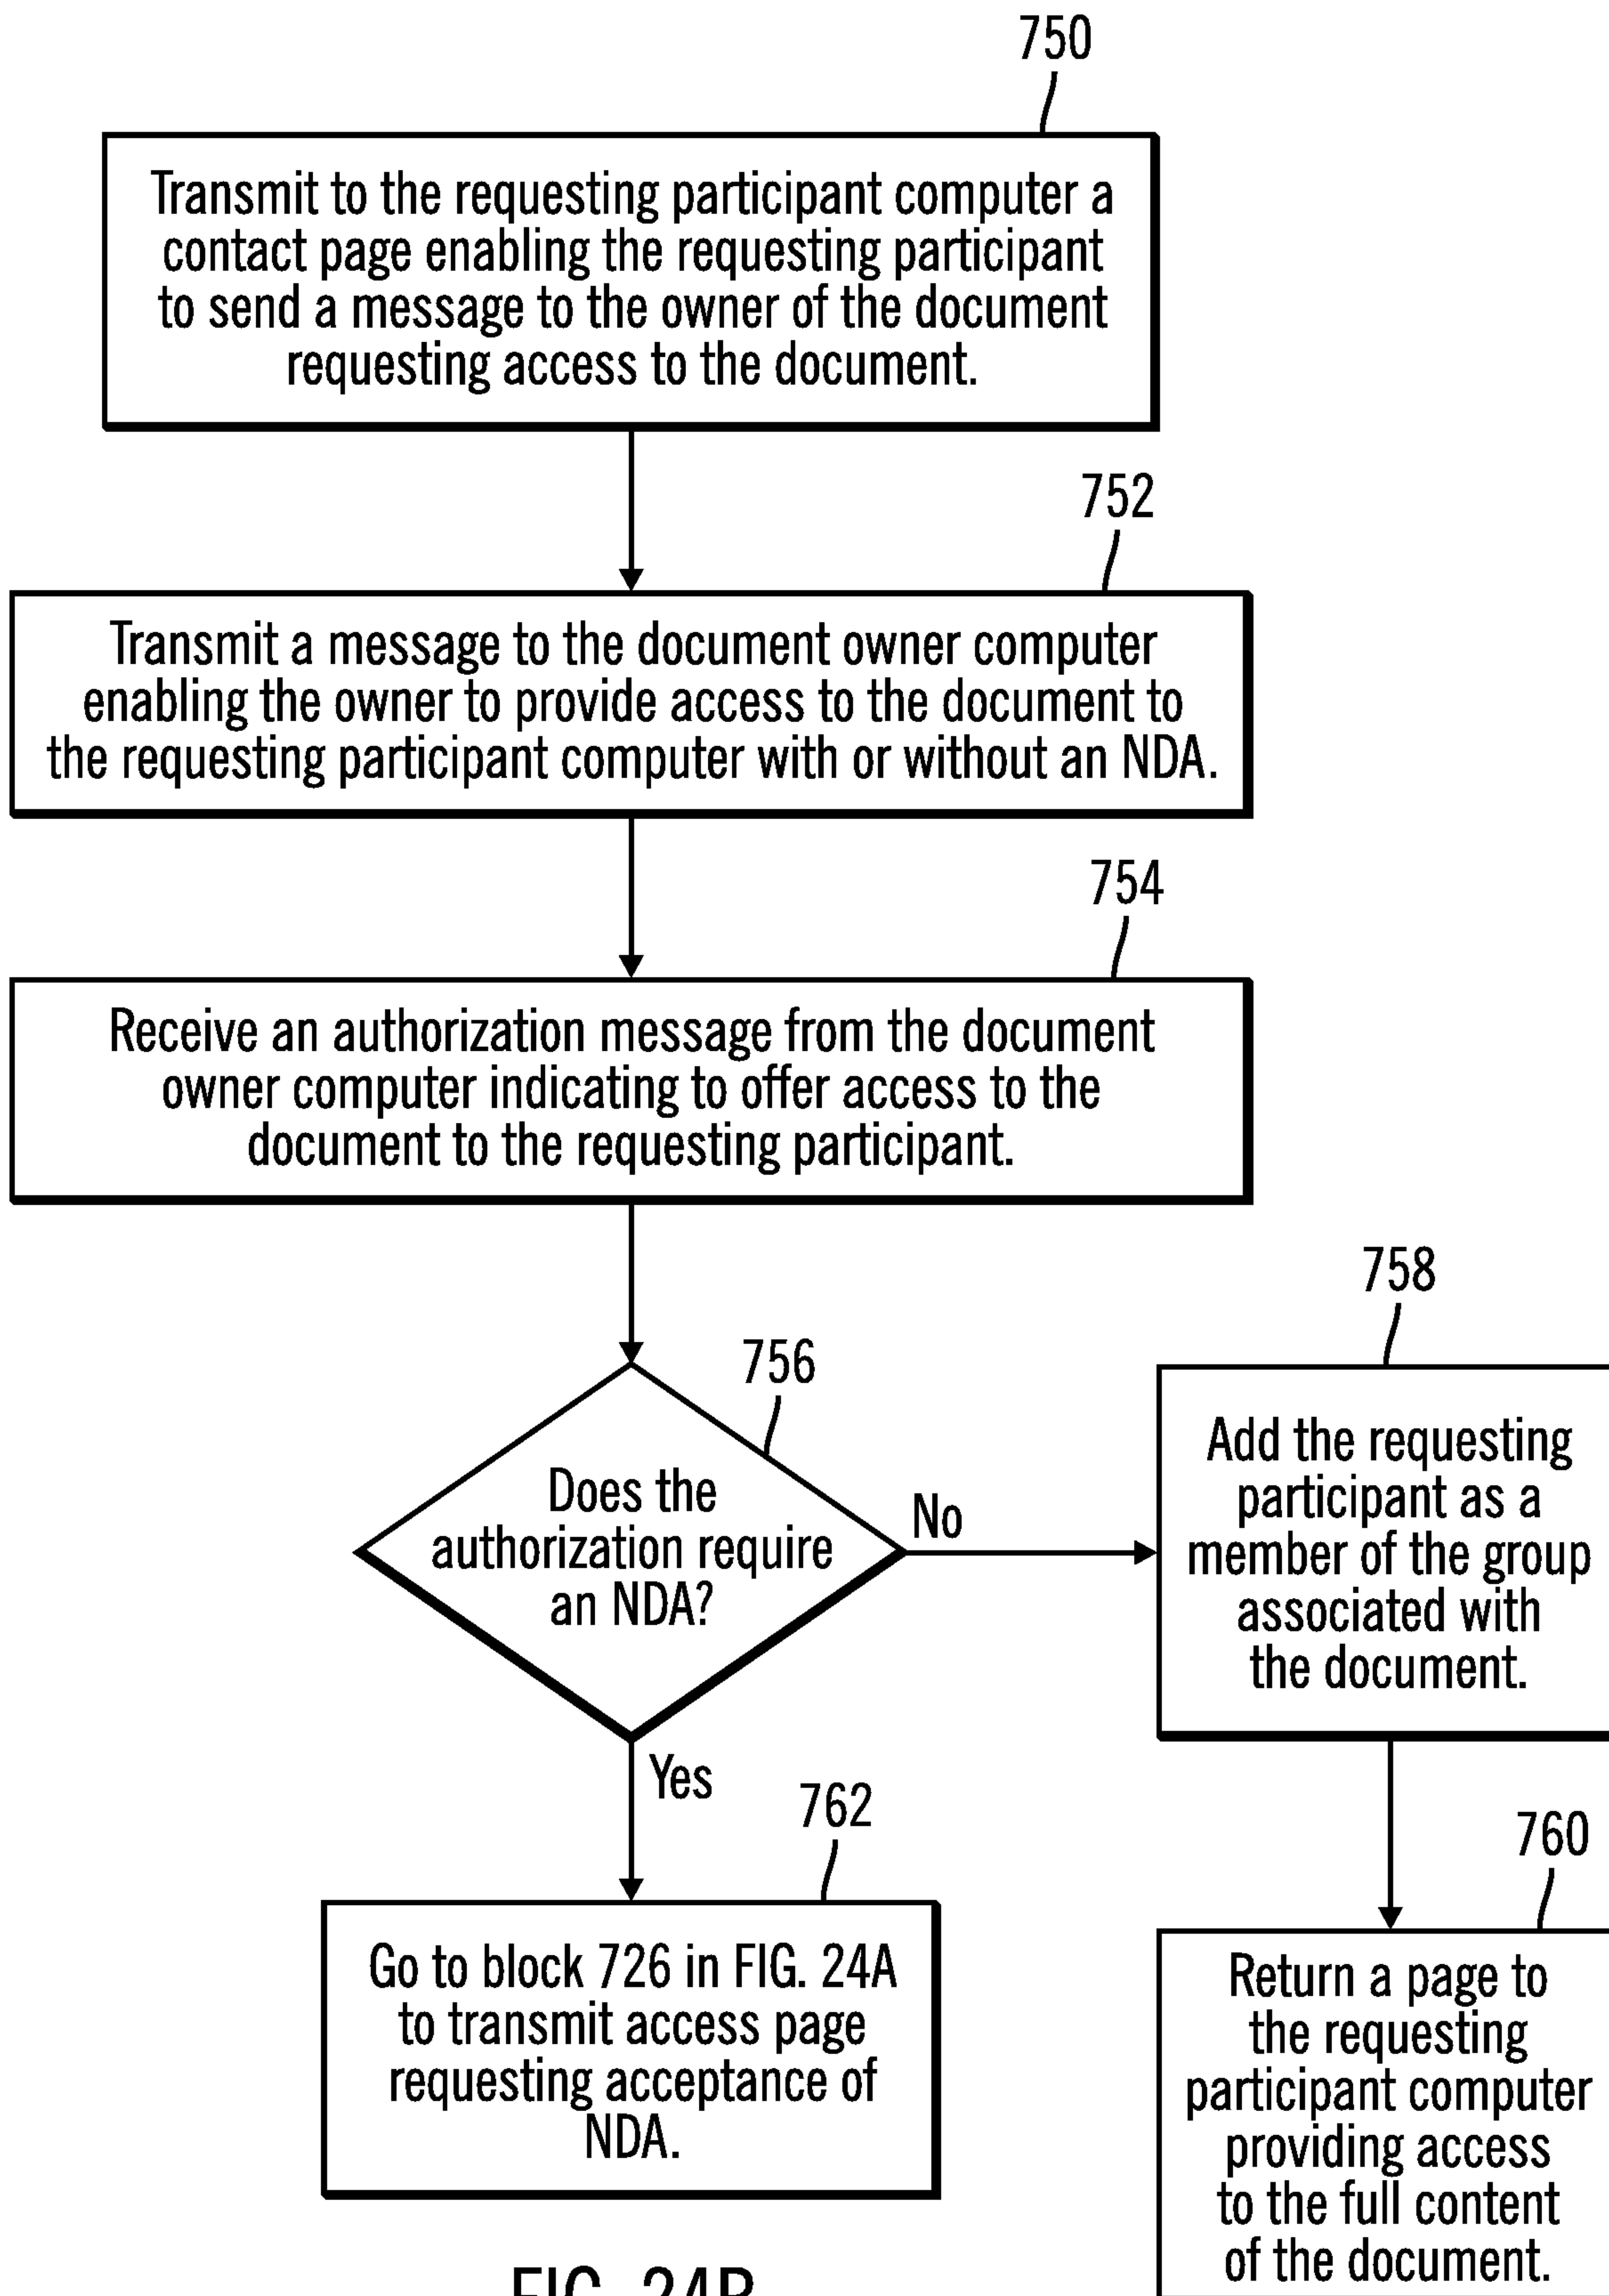 750
Transmit to the requesting participant computer a
contact page enabling the requesting participant
to send a message to the owner of the document
requesting access to the document.
752
Transmit a message to the document owner computer
enabling the owner to provide access to the document to
the requesting participant computer with or without an NDA.
754
Receive an authorization message from the document
owner computer indicating to offer access to the
document to the requesting participant.
756
Does the
authorization require
an NDA?
No
758
Add the requesting
participant as a
member of the group
associated with
the document.
Yes
762
Go to block 726 in FIG. 24A
to transmit access page
requesting acceptance of
NDA.
760
Return a page to
the requesting
participant computer
providing access
to the full content
of the document.
FIG. 24B